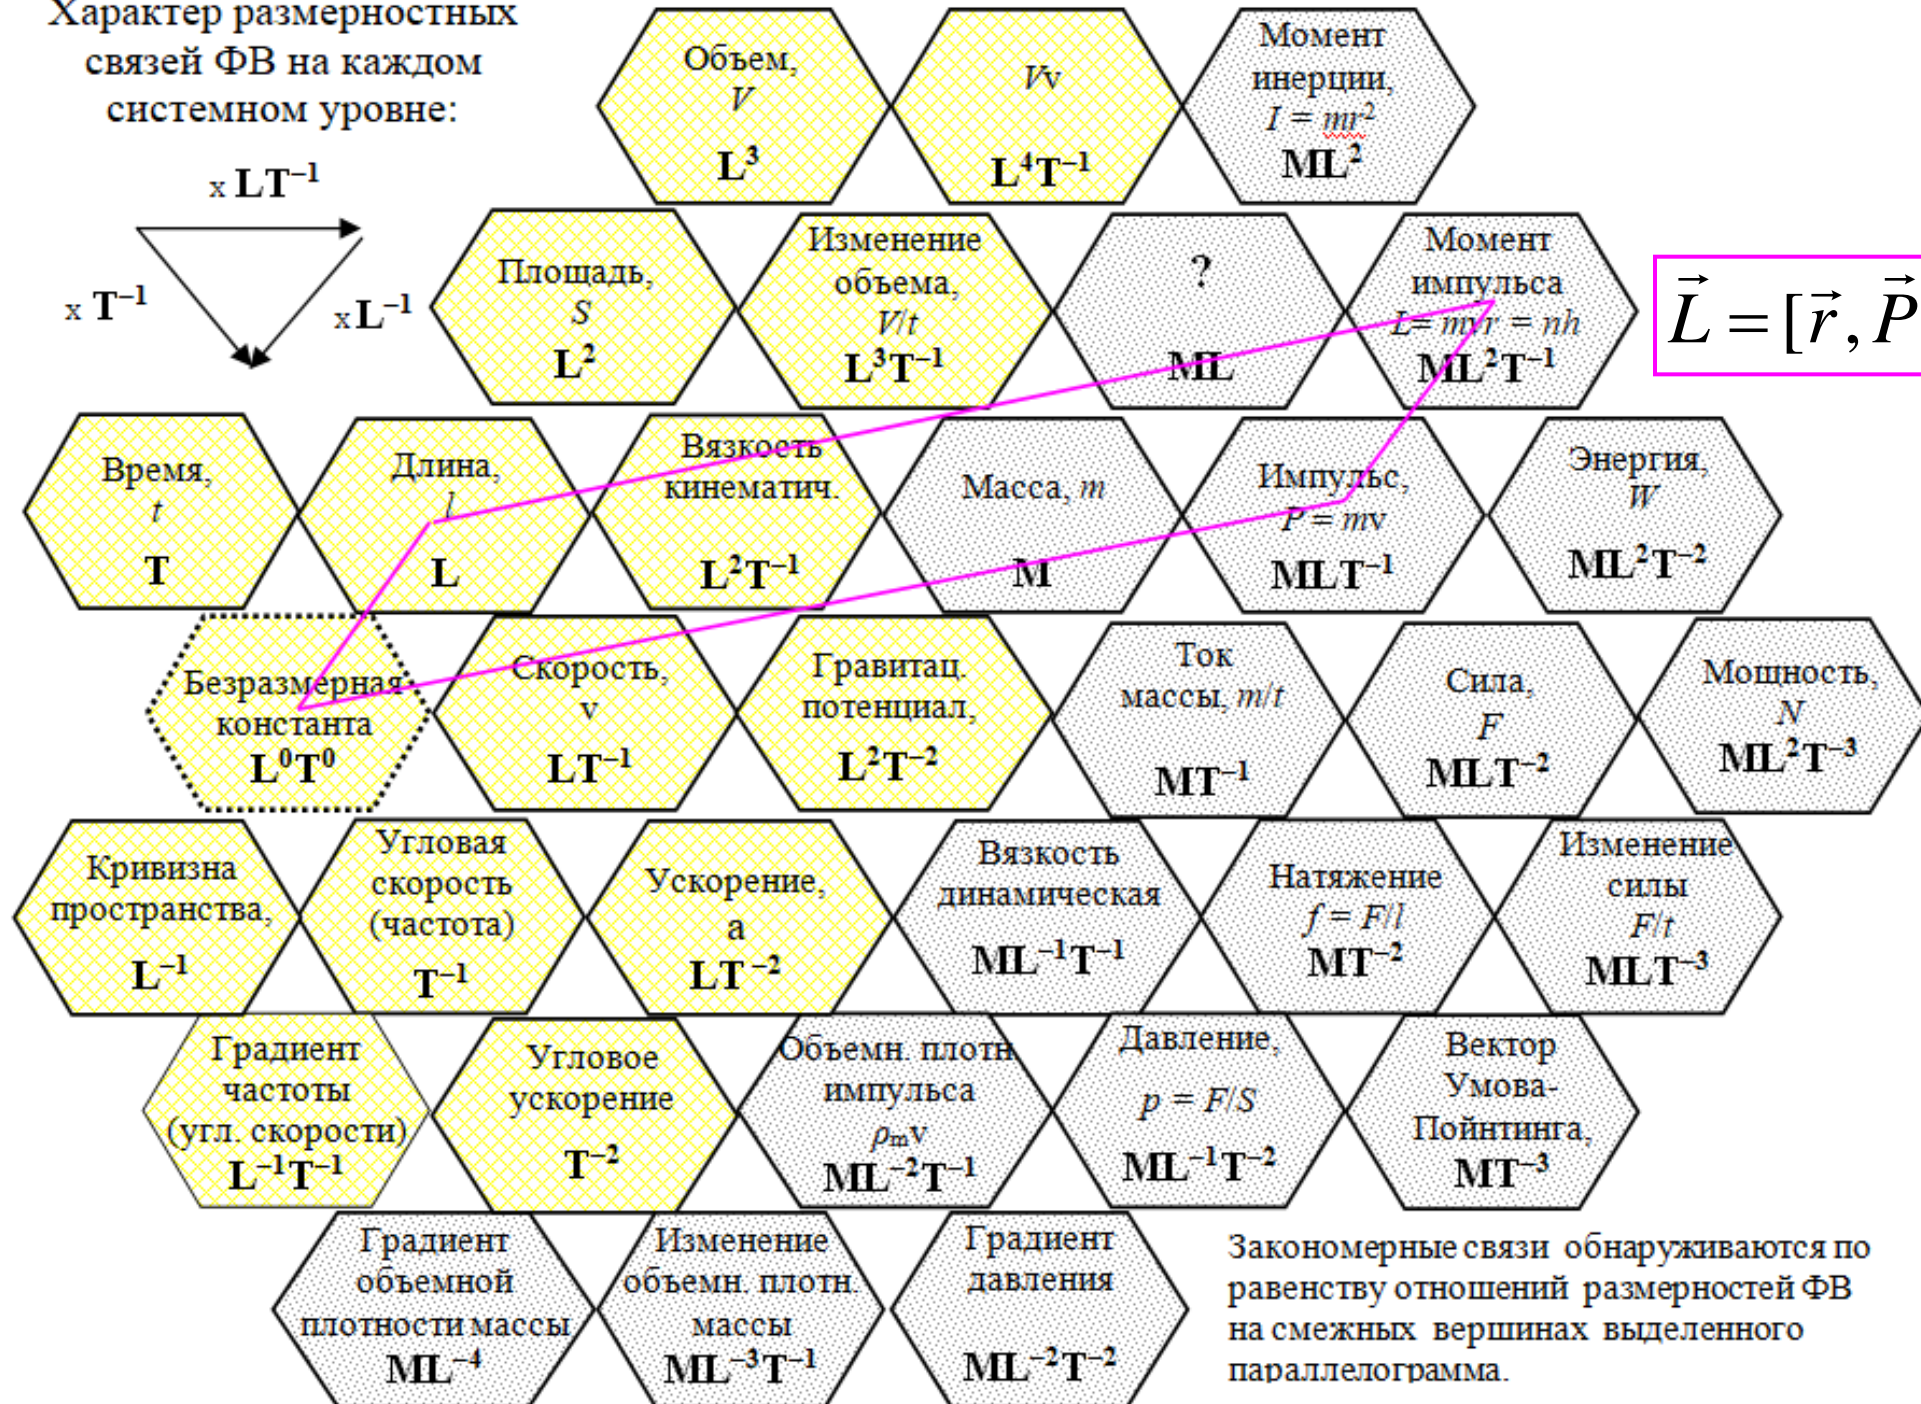 Характер размерностных
связей ФВ на каждом
системном уровне:
x LT⁻¹
x T⁻¹
x L⁻¹
Объем,
V
L³
Vv
L⁴T⁻¹
Момент
инерции,
I = mr²
ML²
Площадь,
S
L²
Изменение
объема,
V/t
L³T⁻¹
?
ML
Момент
импульса
L= mvr = nh
ML²T⁻¹
L⃗ = [r⃗, P⃗
Время,
t
T
Длина,
l
L
Вязкость
кинематич.
L²T⁻¹
Масса, m
M
Импульс,
P = mv
MLT⁻¹
Энергия,
W
ML²T⁻²
Безразмерная
константа
L⁰T⁰
Скорость,
v
LT⁻¹
Гравитац.
потенциал,
L²T⁻²
Ток
массы, m/t
MT⁻¹
Сила,
F
MLT⁻²
Мощность,
N
ML²T⁻³
Кривизна
пространства,
L⁻¹
Угловая
скорость
(частота)
T⁻¹
Ускорение,
a
LT⁻²
Вязкость
динамическая
ML⁻¹T⁻¹
Натяжение
f = F/l
MT⁻²
Изменение
силы
F/t
MLT⁻³
Градиент
частоты
(угл. скорости)
L⁻¹T⁻¹
Угловое
ускорение
T⁻²
Объемн. плотн
импульса
ρₘv
ML⁻²T⁻¹
Давление,
p = F/S
ML⁻¹T⁻²
Вектор
Умова-
Пойнтинга,
MT⁻³
Градиент
объемной
плотности массы
ML⁻⁴
Изменение
объемн. плотн.
массы
ML⁻³T⁻¹
Градиент
давления
ML⁻²T⁻²
Закономерные связи обнаруживаются по
равенству отношений размерностей ФВ
на смежных вершинах выделенного
параллелограмма.